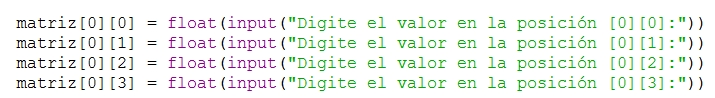 matriz[0][0] = float(input("Digite el valor en la posición [0][0]:"))
matriz[0][1] = float(input("Digite el valor en la posición [0][1]:"))
matriz[0][2] = float(input("Digite el valor en la posición [0][2]:"))
matriz[0][3] = float(input("Digite el valor en la posición [0][3]:"))